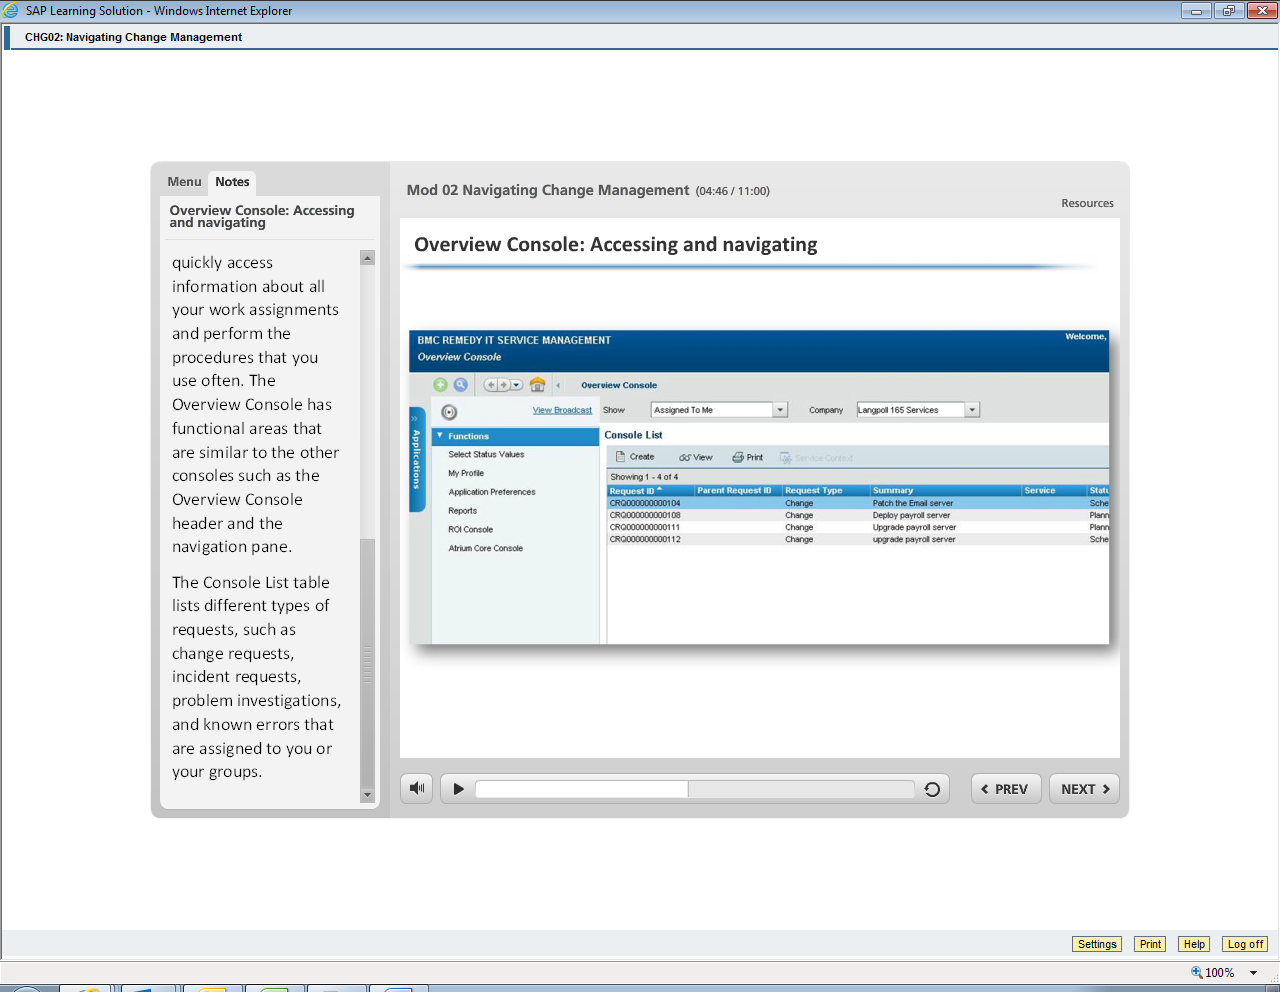 SAP Learning Solution - Windows Internet Explorer
CHG02: Navigating Change Management
Menu
Notes
Overview Console: Accessing
and navigating
quickly access
information about all
your work assignments
and perform the
procedures that you
use often. The
Overview Console has
functional areas that
are similar to the other
consoles such as the
Overview Console
header and the
navigation pane.
The Console List table
lists different types of
requests, such as
change requests,
incident requests,
problem investigations,
and known errors that
are assigned to you or
your groups.
Mod 02 Navigating Change Management (04:46 / 11:00)
Resources
Overview Console: Accessing and navigating
BMC REMEDY IT SERVICE MANAGEMENT
Welcome,
Overview Console
Overview Console
View Broadcast
Show
Assigned To Me
Company
Langpoll 165 Services
Applications
Functions
Select Status Values
My Profile
Application Preferences
Reports
ROI Console
Atrium Core Console
Console List
Create
View
Print
Service Context
Showing 1 - 4 of 4
Request ID Parent Request ID Request Type Summary Service Statu
CRQ000000000104 Change Patch the Email server Sche
CRQ000000000108 Change Deploy payroll server Plann
CRQ000000000111 Change Upgrade payroll server Plann
CRQ000000000112 Change upgrade payroll server Sche
PREV
NEXT
Settings
Print
Help
Log off
100%